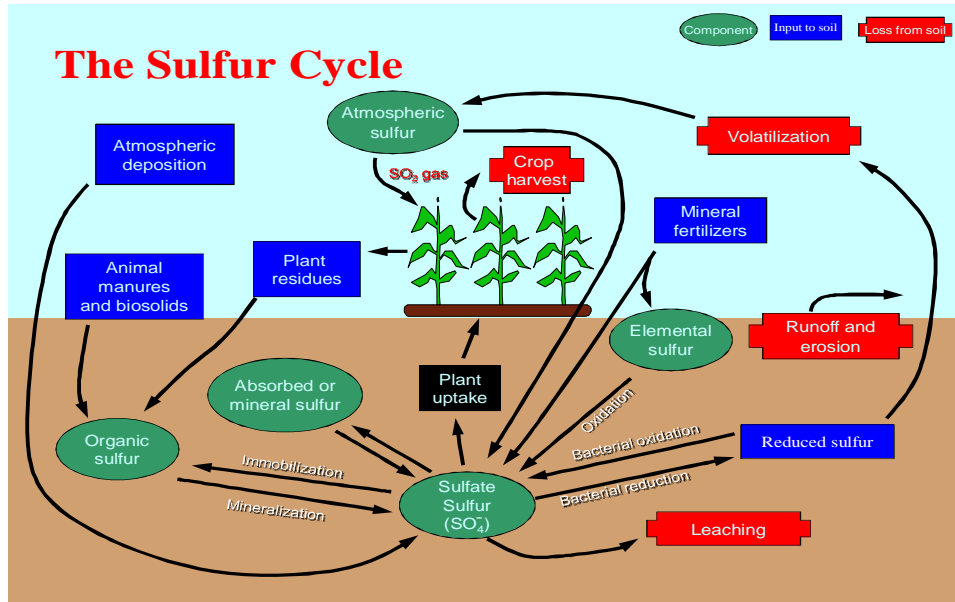 Component
Input to soil
Loss from soil
The Sulfur Cycle
Atmospheric
sulfur
Volatilization
Atmospheric
deposition
SO₂ gas
Crop
harvest
Mineral
fertilizers
Animal
manures
and biosolids
Plant
residues
Elemental
sulfur
Runoff and
erosion
Absorbed or
mineral sulfur
Plant
uptake
Oxidation
Organic
sulfur
Immobilization
Mineralization
Bacterial oxidation
Reduced sulfur
Bacterial reduction
Sulfate
Sulfur
(SO₄⁻)
Leaching